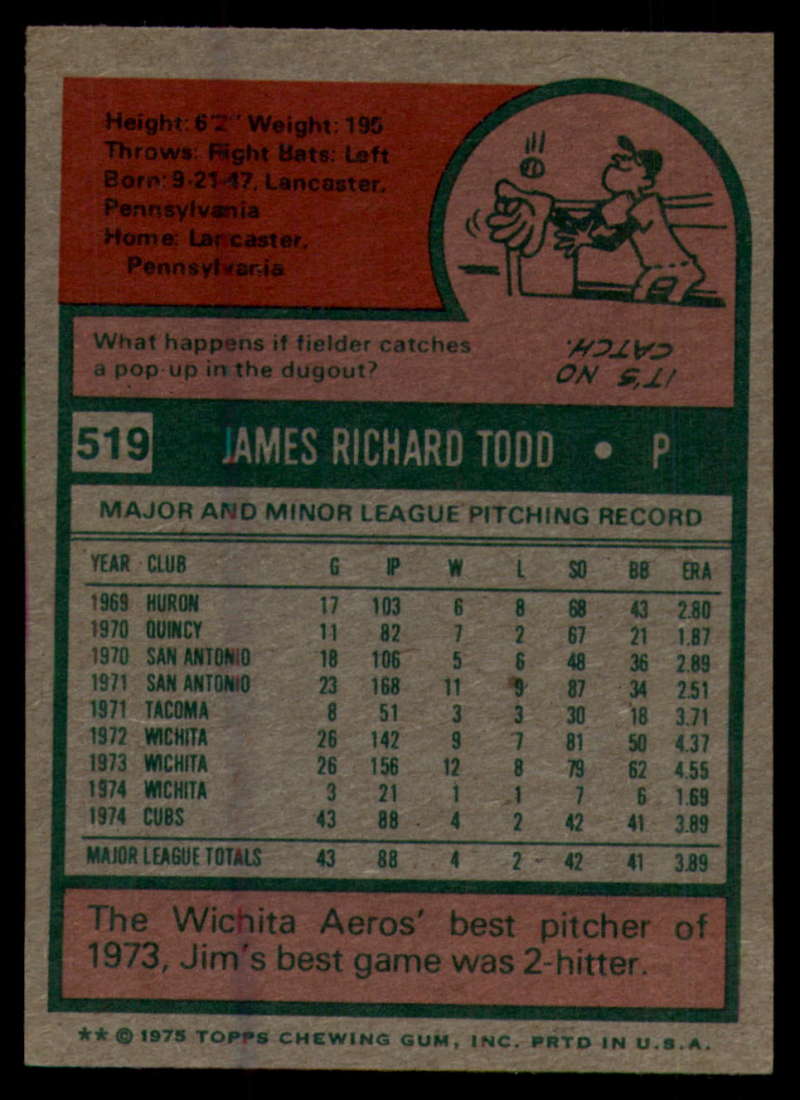 Height: 6'2" Weight: 195
Throws: Right Bats: Left
Born: 9-21-47, Lancaster,
Pennsylvania
Home: Lancaster,
Pennsylvania
What happens if fielder catches
a pop-up in the dugout?
IT'S NO
CATCH.
519 JAMES RICHARD TODD • P
MAJOR AND MINOR LEAGUE PITCHING RECORD
YEAR CLUB G IP W L SO BB ERA
1969 HURON 17 103 6 8 68 43 2.80
1970 QUINCY 11 82 7 2 67 21 1.87
1970 SAN ANTONIO 18 106 5 6 48 36 2.89
1971 SAN ANTONIO 23 168 11 9 87 34 2.51
1971 TACOMA 8 51 3 3 30 18 3.71
1972 WICHITA 26 142 9 7 81 50 4.37
1973 WICHITA 26 156 12 8 79 62 4.55
1974 WICHITA 3 21 1 1 7 6 1.69
1974 CUBS 43 88 4 2 42 41 3.89
MAJOR LEAGUE TOTALS 43 88 4 2 42 41 3.89
The Wichita Aeros' best pitcher of
1973, Jim's best game was 2-hitter.
** © 1975 TOPPS CHEWING GUM, INC. PRTD IN U.S.A.